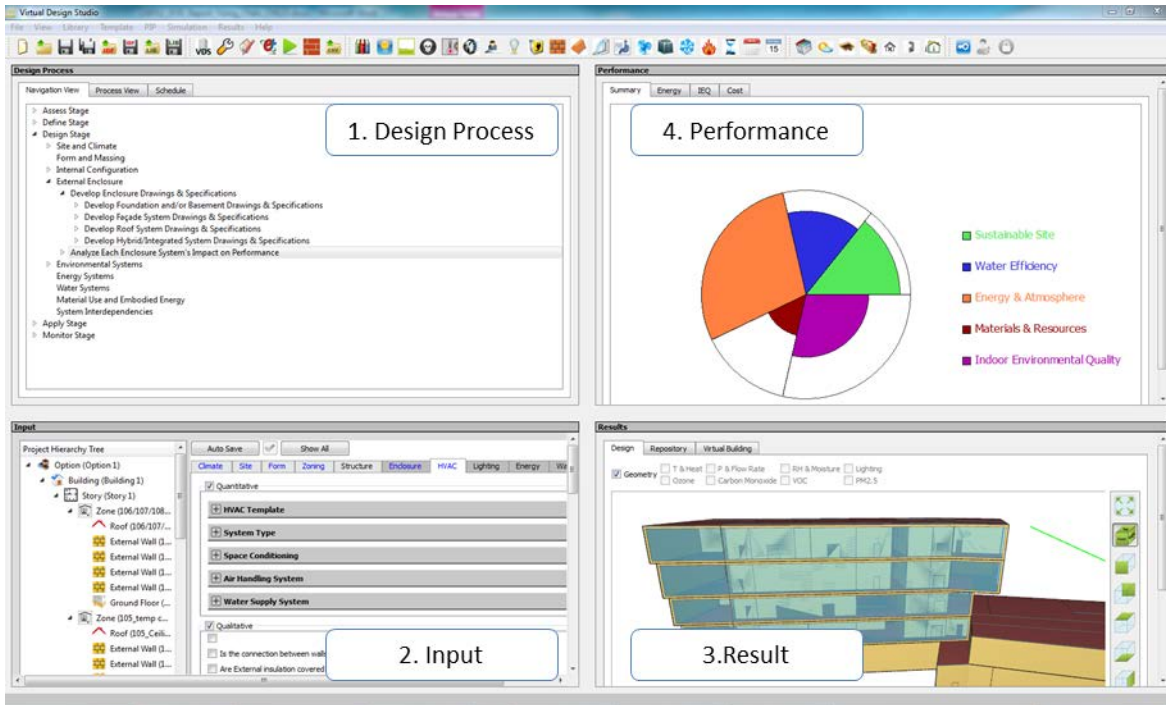 Virtual Design Studio
File View Library Template PIP Simulation Results Help
VDS
15
Design Process
Navigation View Process View Schedule
Assess Stage
Define Stage
Design Stage
Site and Climate
Form and Massing
Internal Configuration
External Enclosure
Develop Enclosure Drawings & Specifications
Develop Foundation and/or Basement Drawings & Specifications
Develop Façade System Drawings & Specifications
Develop Roof System Drawings & Specifications
Develop Hybrid/Integrated System Drawings & Specifications
Analyze Each Enclosure System's Impact on Performance
Environmental Systems
Energy Systems
Water Systems
Material Use and Embodied Energy
System Interdependencies
Apply Stage
Monitor Stage
1. Design Process
Performance
Summary Energy IEQ Cost
4. Performance
Sustainable Site
Water Efficiency
Energy & Atmosphere
Materials & Resources
Indoor Environmental Quality
Input
Project Hierarchy Tree
Option (Option 1)
Building (Building 1)
Story (Story 1)
Zone (106/107/108...
Roof (106/107/...
External Wall (1...
External Wall (1...
External Wall (1...
External Wall (1...
Ground Floor (...
Zone (105_temp c...
Roof (105_Ceili...
External Wall (1...
External Wall (1...
External Wall (1...
Auto Save Show All
Climate Site Form Zoning Structure Enclosure HVAC Lighting Energy Wa
Quantitative
HVAC Template
System Type
Space Conditioning
Air Handling System
Water Supply System
Qualitative
Is the connection between walls
Are External insulation covered
2. Input
Results
Design Repository Virtual Building
Geometry T & Heat P & Flow Rate RH & Moisture Lighting
Ozone Carbon Monoxide VOC PM2.5
3.Result